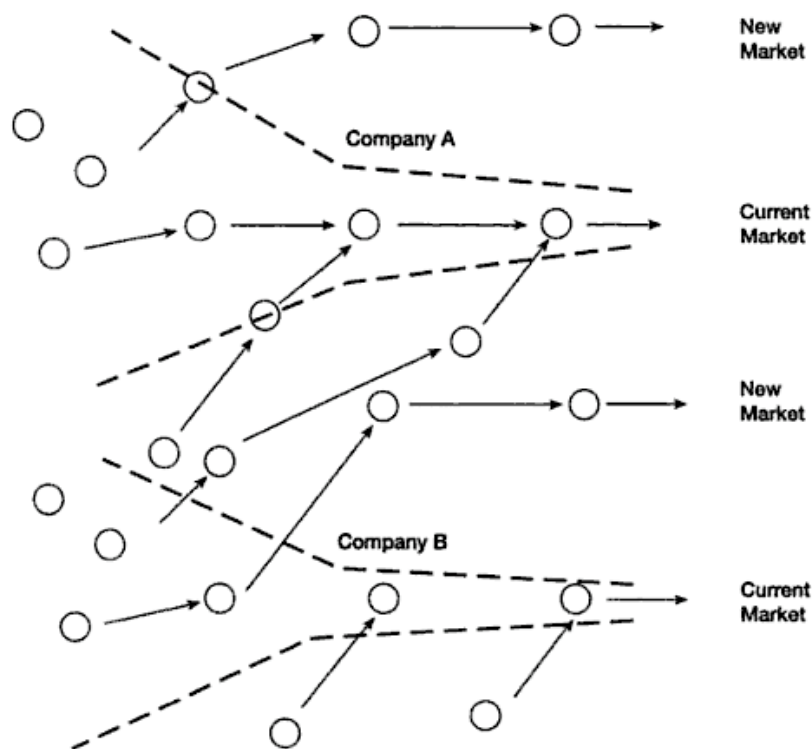 New
Market
Company A
Current
Market
New
Market
Company B
Current
Market